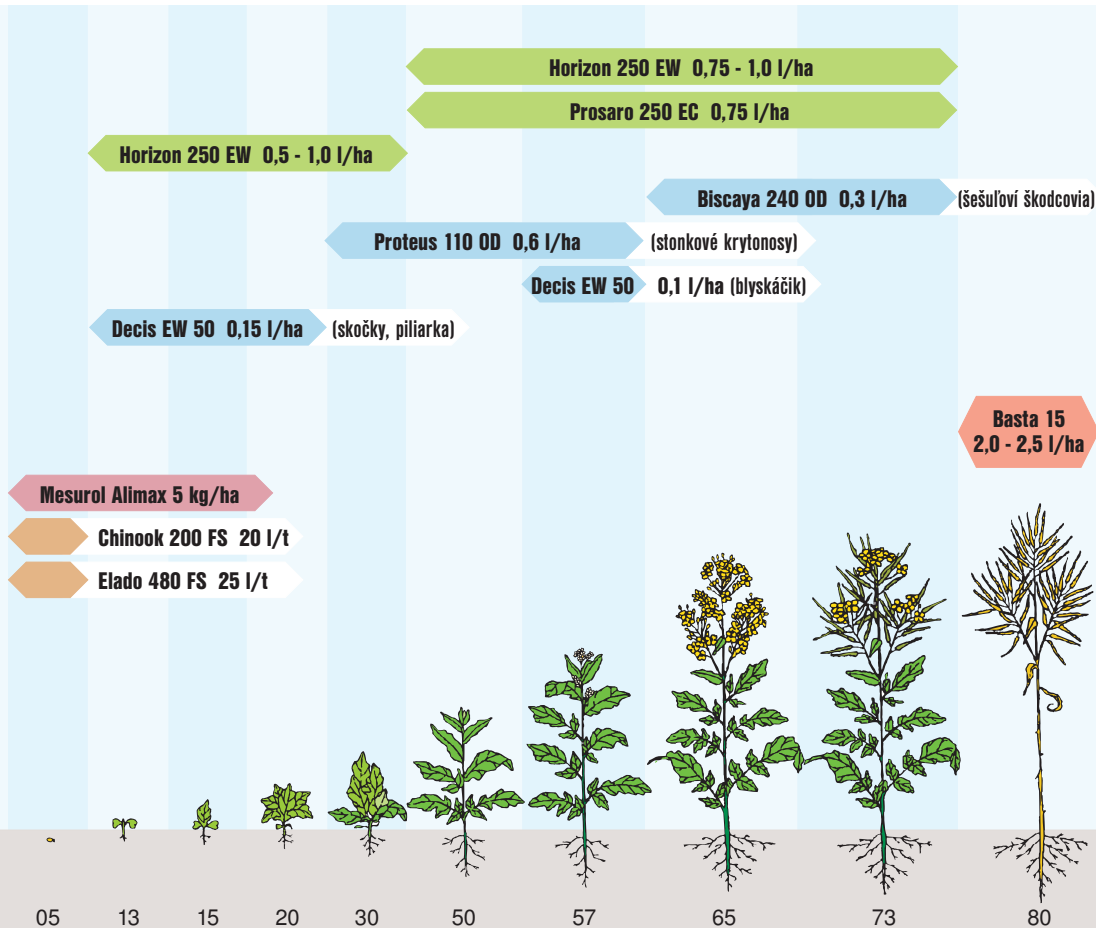 Horizon 250 EW 0,75 - 1,0 l/ha
Prosaro 250 EC 0,75 l/ha
Horizon 250 EW 0,5 - 1,0 l/ha
Biscaya 240 OD 0,3 l/ha (šešuľoví škodcovia)
Proteus 110 OD 0,6 l/ha (stonkové krytonosy)
Decis EW 50 0,1 l/ha (blyskáčik)
Decis EW 50 0,15 l/ha (skočky, piliarka)
Basta 15
2,0 - 2,5 l/ha
Mesurol Alimax 5 kg/ha
Chinook 200 FS 20 l/t
Elado 480 FS 25 l/t
05 13 15 20 30 50 57 65 73 80